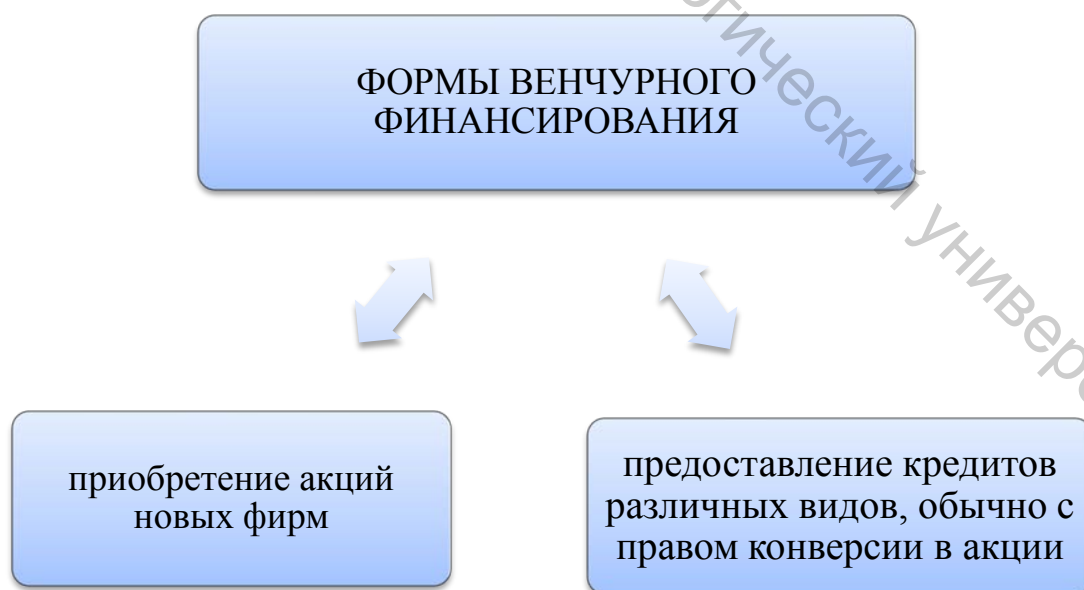 ФОРМЫ ВЕНЧУРНОГО
ФИНАНСИРОВАНИЯ
приобретение акций
новых фирм
предоставление кредитов
различных видов, обычно с
правом конверсии в акции